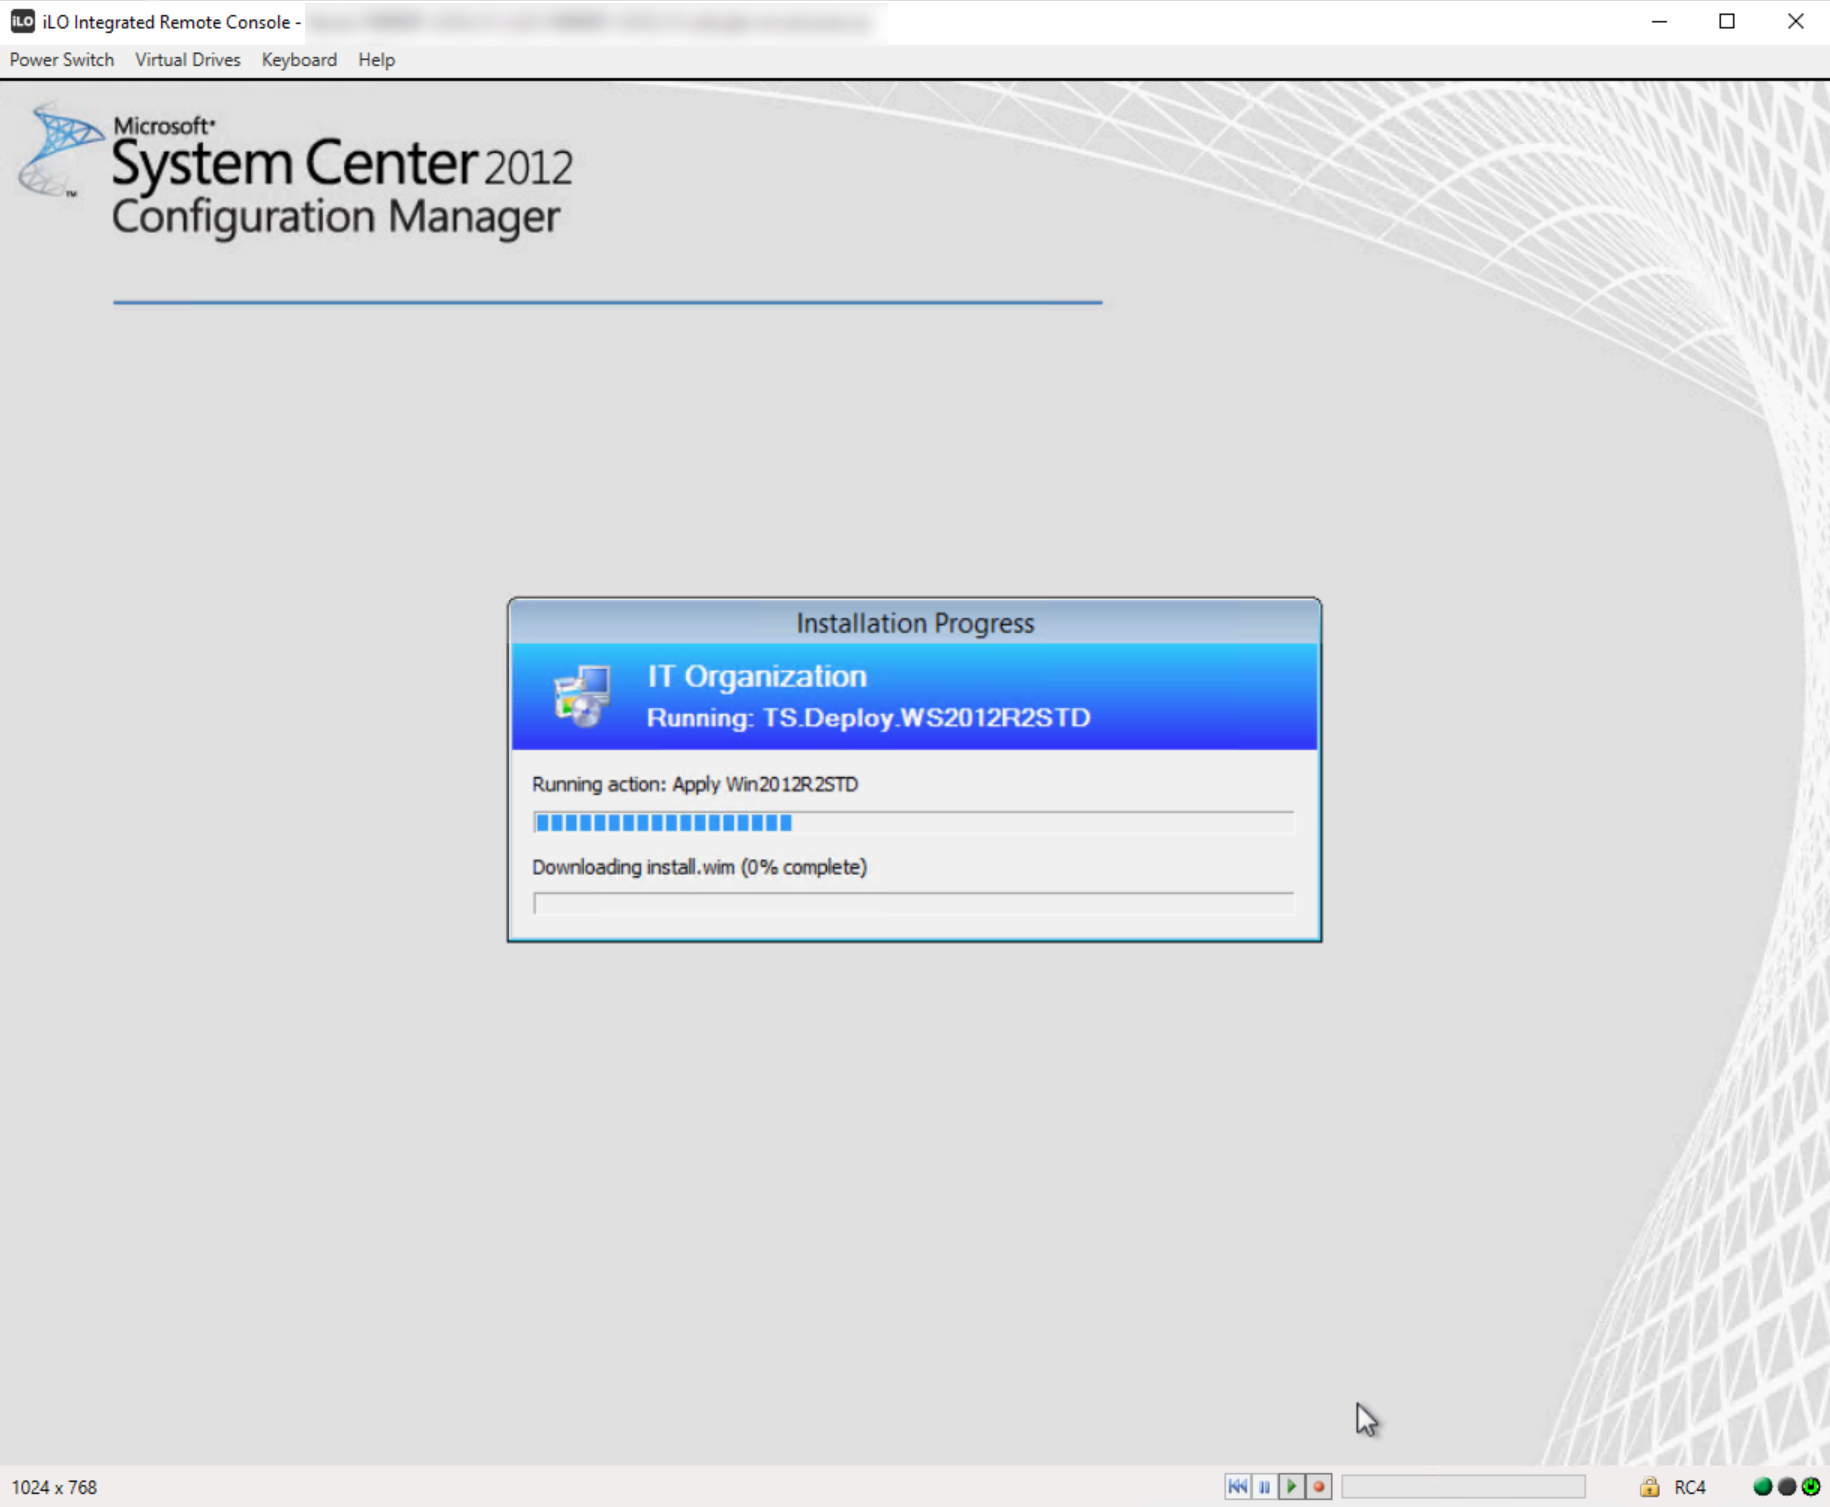 iLO iLO Integrated Remote Console -
Power Switch Virtual Drives Keyboard Help
Microsoft
System Center 2012
™
Configuration Manager
Installation Progress
IT Organization
Running: TS.Deploy.WS2012R2STD
Running action: Apply Win2012R2STD
Downloading install.wim (0% complete)
1024 x 768 RC4